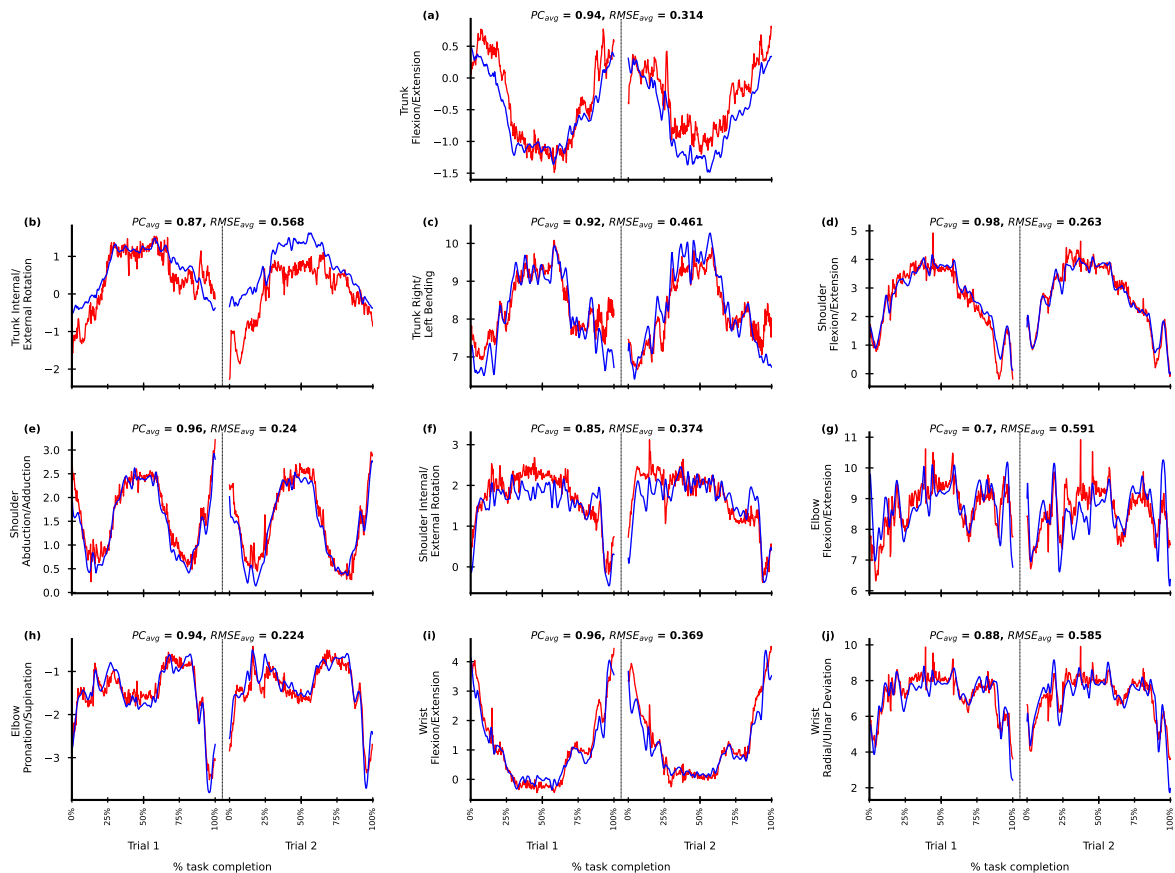 (a) PCavg = 0.94, RMSEavg = 0.314
Trunk
Flexion/Extension
0.5
0.0
−0.5
−1.0
−1.5
(b) PCavg = 0.87, RMSEavg = 0.568
Trunk Internal/
External Rotation
1
0
−1
−2
(c) PCavg = 0.92, RMSEavg = 0.461
Trunk Right/
Left Bending
10
9
8
7
(d) PCavg = 0.98, RMSEavg = 0.263
Shoulder
Flexion/Extension
5
4
3
2
1
0
(e) PCavg = 0.96, RMSEavg = 0.24
Shoulder
Abduction/Adduction
3.0
2.5
2.0
1.5
1.0
0.5
0.0
(f) PCavg = 0.85, RMSEavg = 0.374
Shoulder Internal/
External Rotation
3
2
1
0
(g) PCavg = 0.7, RMSEavg = 0.591
Elbow
Flexion/Extension
11
10
9
8
7
6
(h) PCavg = 0.94, RMSEavg = 0.224
Elbow
Pronation/Supination
−1
−2
−3
0% 25% 50% 75% 100% 0% 25% 50% 75% 100%
Trial 1 Trial 2
% task completion
(i) PCavg = 0.96, RMSEavg = 0.369
Wrist
Flexion/Extension
4
3
2
1
0
0% 25% 50% 75% 100% 0% 25% 50% 75% 100%
Trial 1 Trial 2
% task completion
(j) PCavg = 0.88, RMSEavg = 0.585
Wrist
Radial/Ulnar Deviation
10
8
6
4
2
0% 25% 50% 75% 100% 0% 25% 50% 75% 100%
Trial 1 Trial 2
% task completion